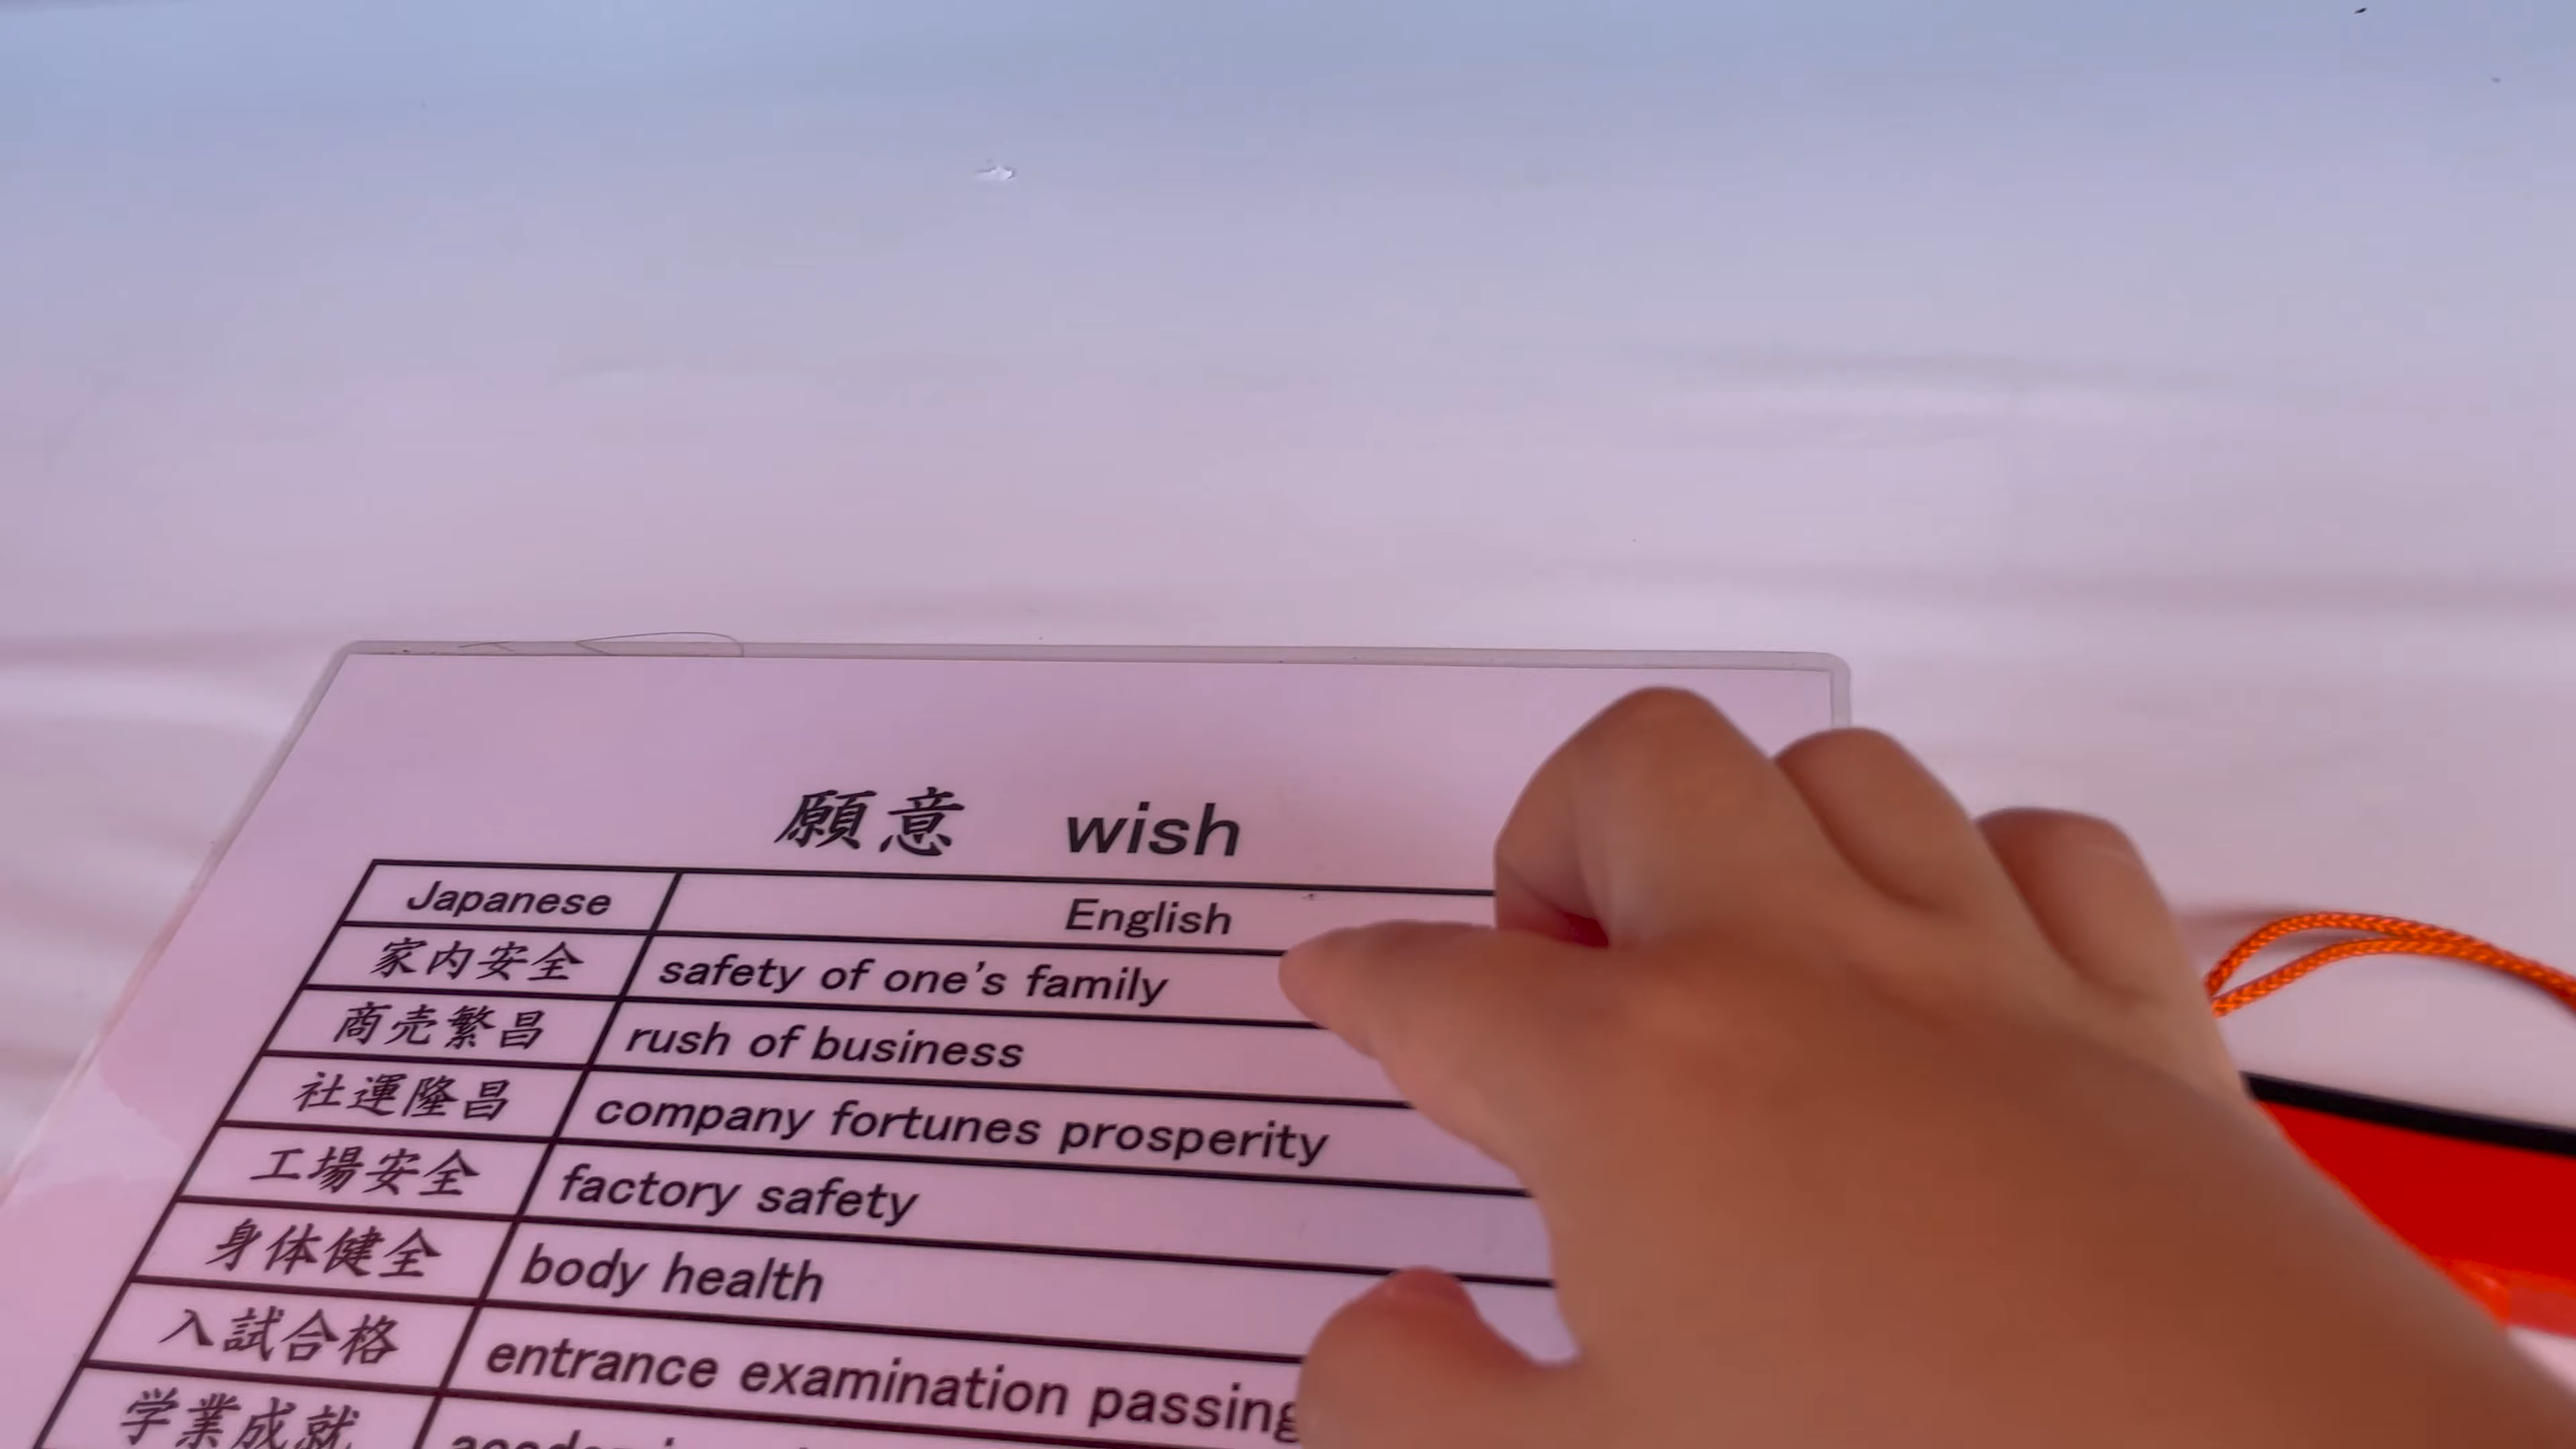 願意 wish
Japanese English
家内安全 safety of one's family
商売繁昌 rush of business
社運隆昌 company fortunes prosperity
工場安全 factory safety
身体健全 body health
入試合格 entrance examination passing
学業成就